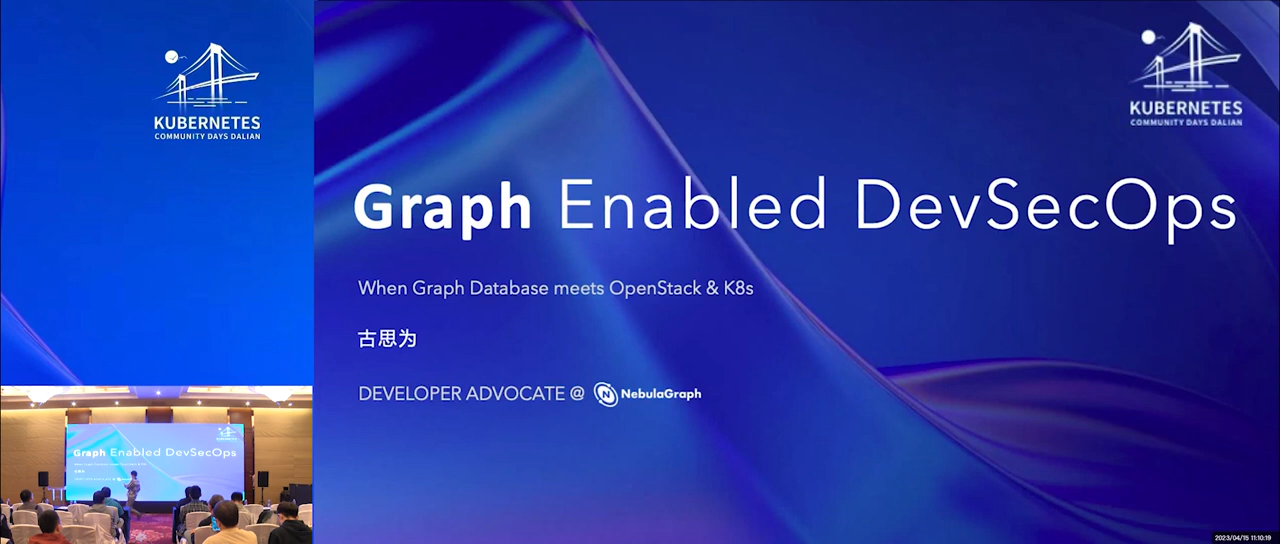 KUBERNETES
COMMUNITY DAYS DALIAN
KUBERNETES
COMMUNITY DAYS DALIAN
Graph Enabled DevSecOps
When Graph Database meets OpenStack & K8s
古思为
DEVELOPER ADVOCATE @ NebulaGraph
Graph Enabled DevSecOps
2023/04/15 11:10:19